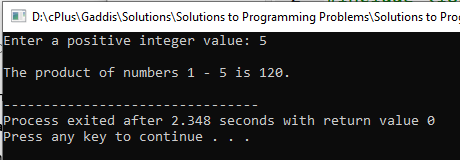 D:\cPlus\Gaddis\Solutions\Solutions to Programming Problems\Solutions to Prog
Enter a positive integer value: 5
The product of numbers 1 - 5 is 120.
--------------------------------
Process exited after 2.348 seconds with return value 0
Press any key to continue . . .